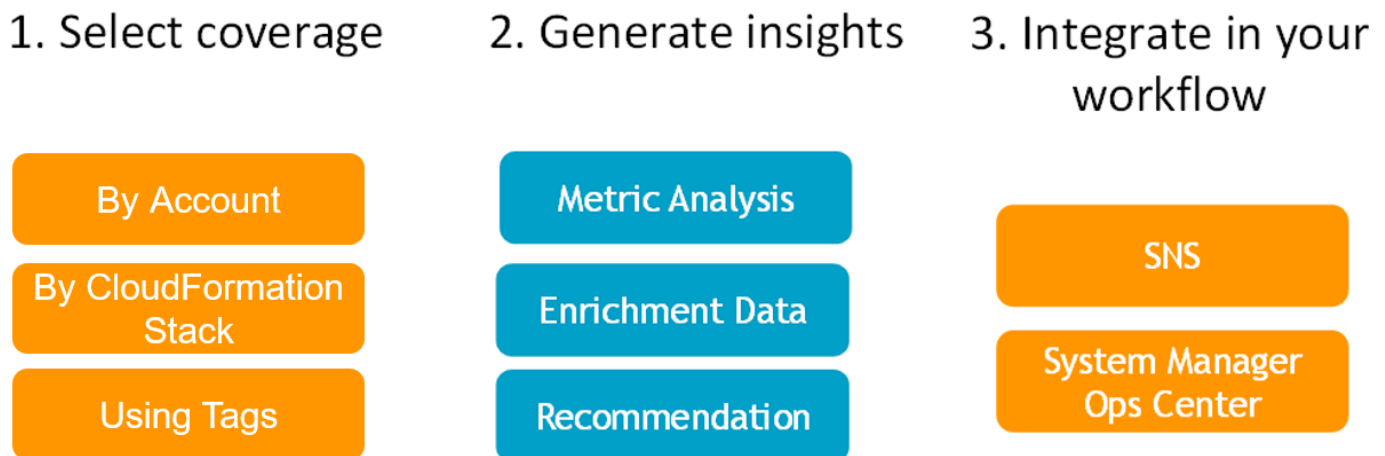 1. Select coverage
2. Generate insights
3. Integrate in your
workflow
By Account
By CloudFormation
Stack
Using Tags
Metric Analysis
Enrichment Data
Recommendation
SNS
System Manager
Ops Center